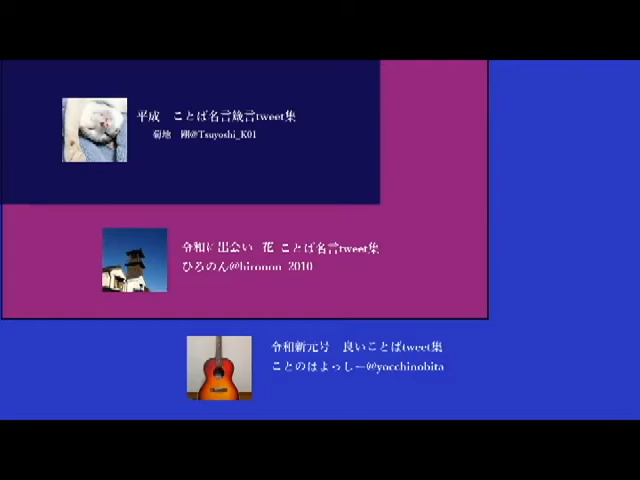 平成　ことば名言箴言tweet集
菊地　剛@Tsuyoshi_K01
令和に出会い　花 ことば名言tweet集
ひろのん@hironon_2010
令和新元号　良いことばtweet集
ことのはよっしー@yocchinobita